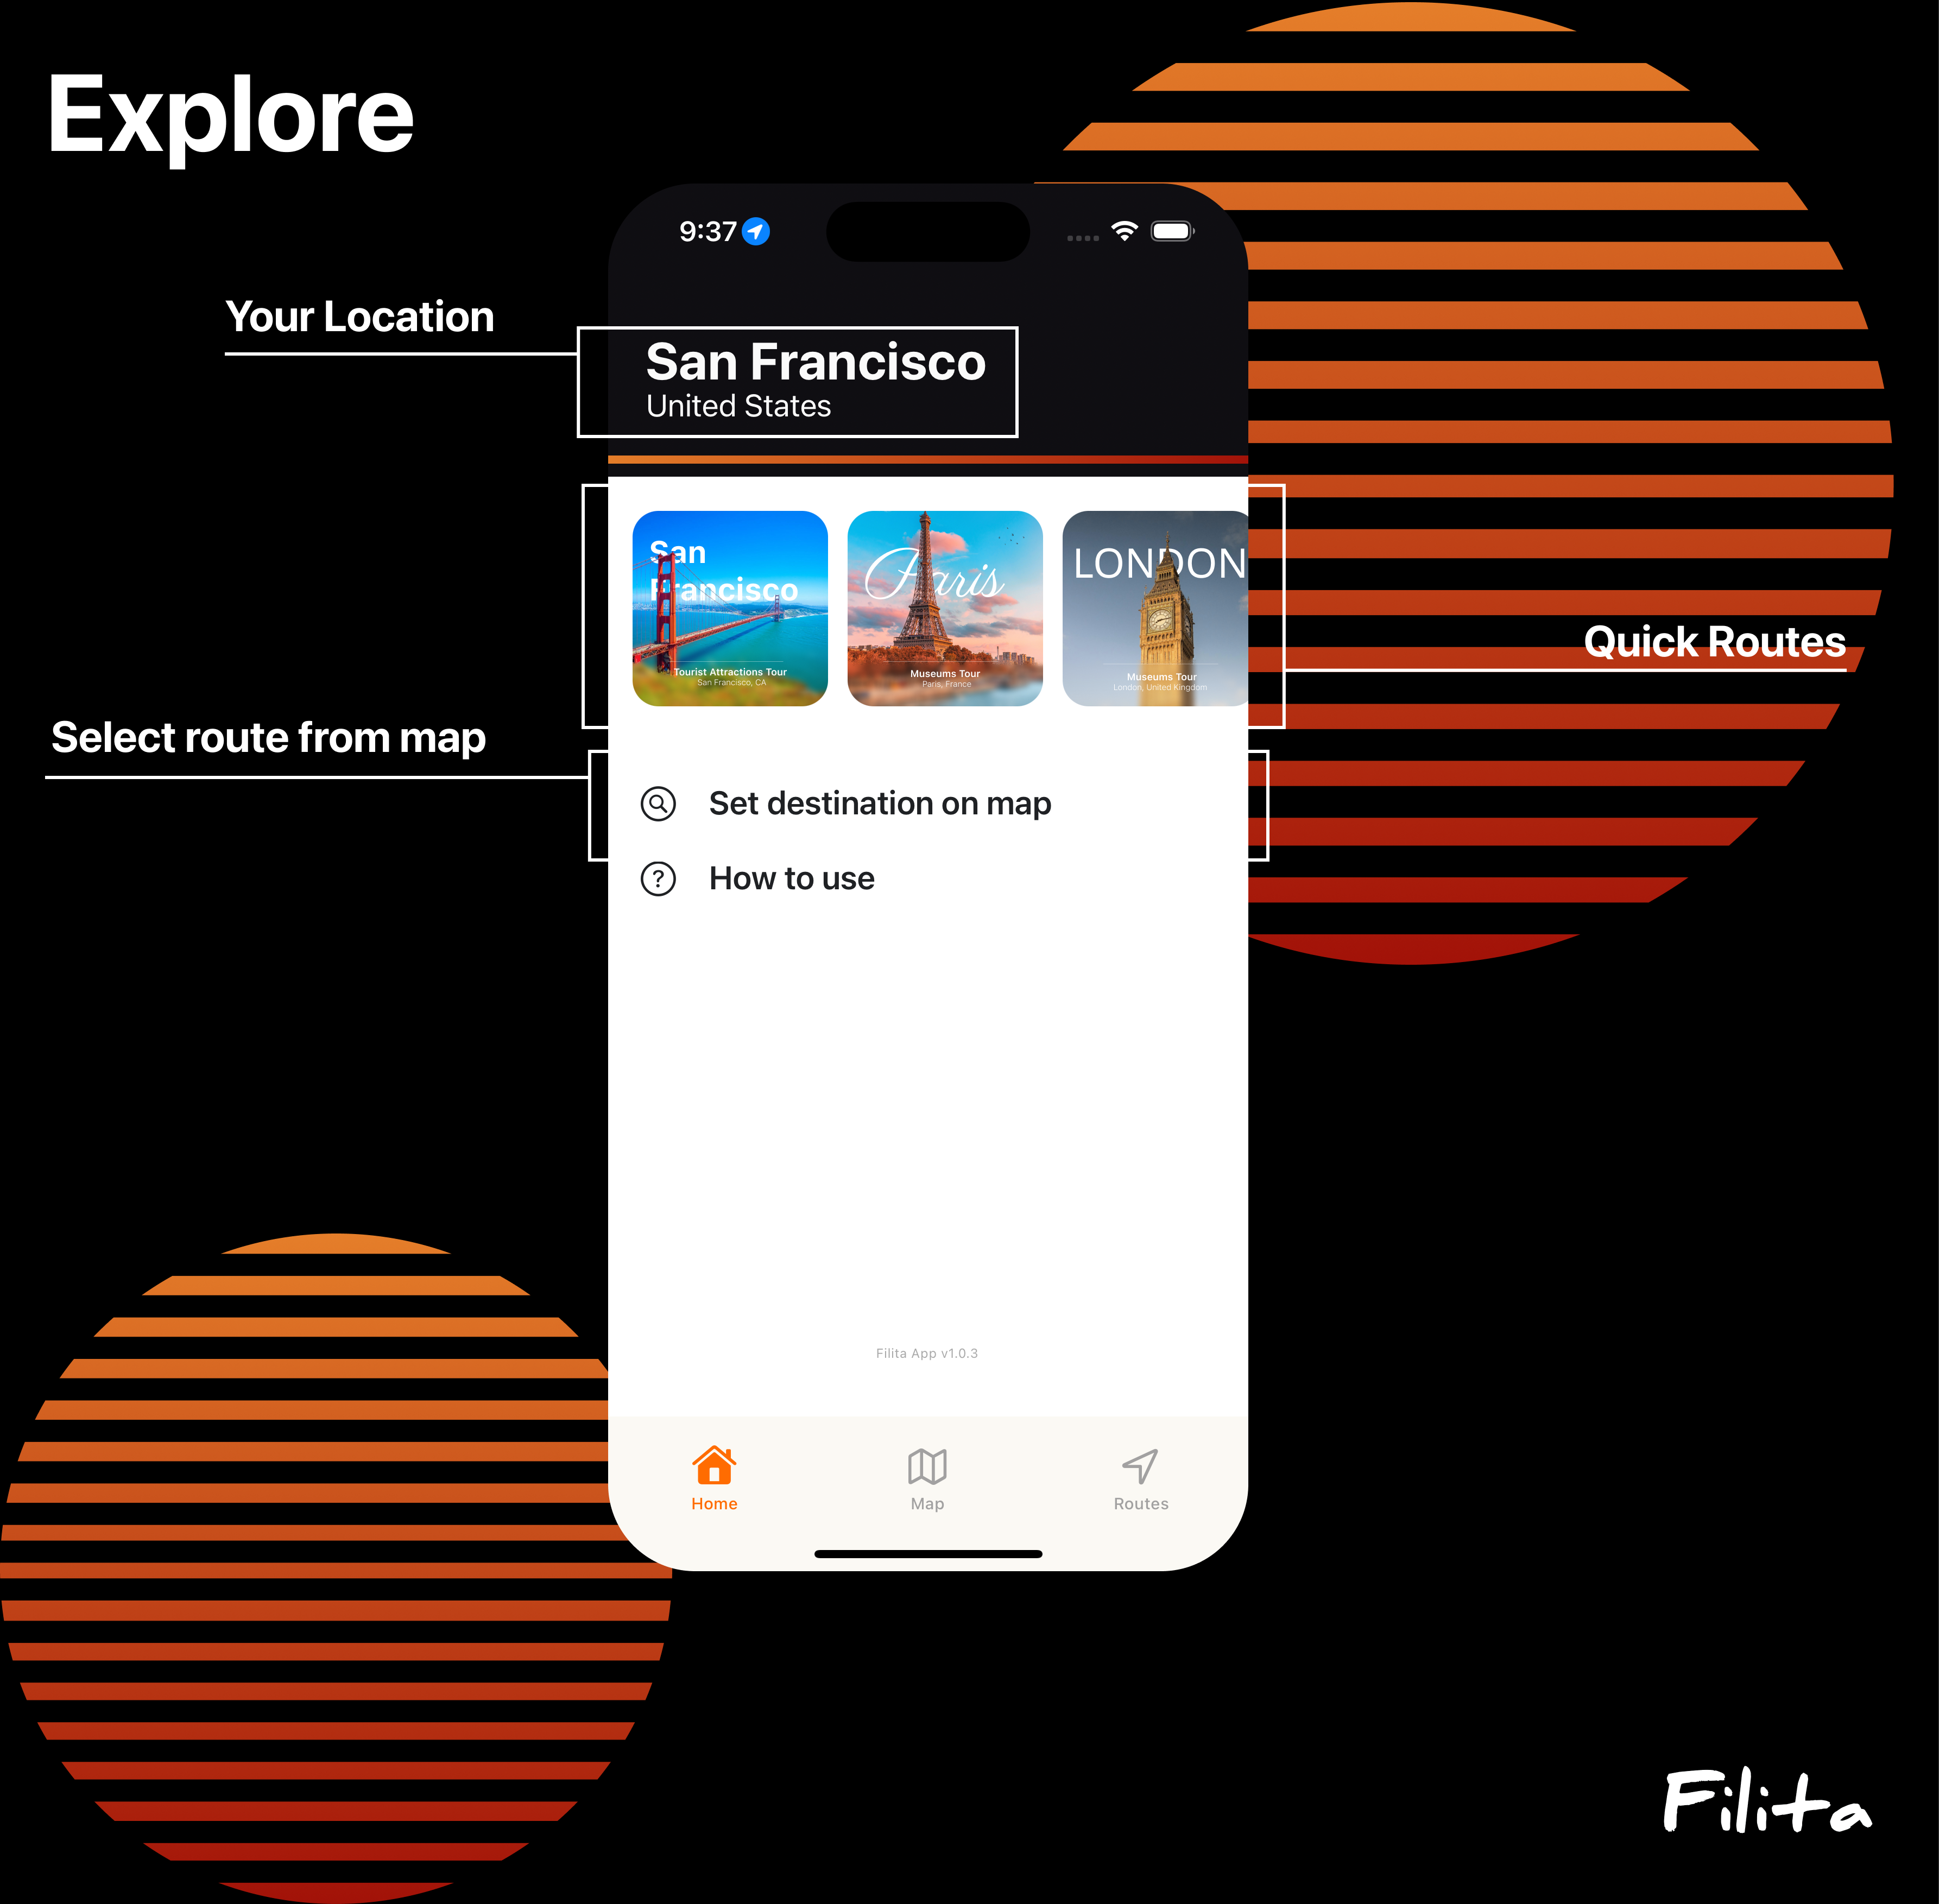 Explore
9:37
Your Location
San Francisco
United States
San
Francisco
Tourist Attractions Tour
San Francisco, CA
Paris
Museums Tour
Paris, France
LONDON
Museums Tour
London, United Kingdom
Quick Routes
Select route from map
Set destination on map
How to use
Filita App v1.0.3
Home
Map
Routes
Filita